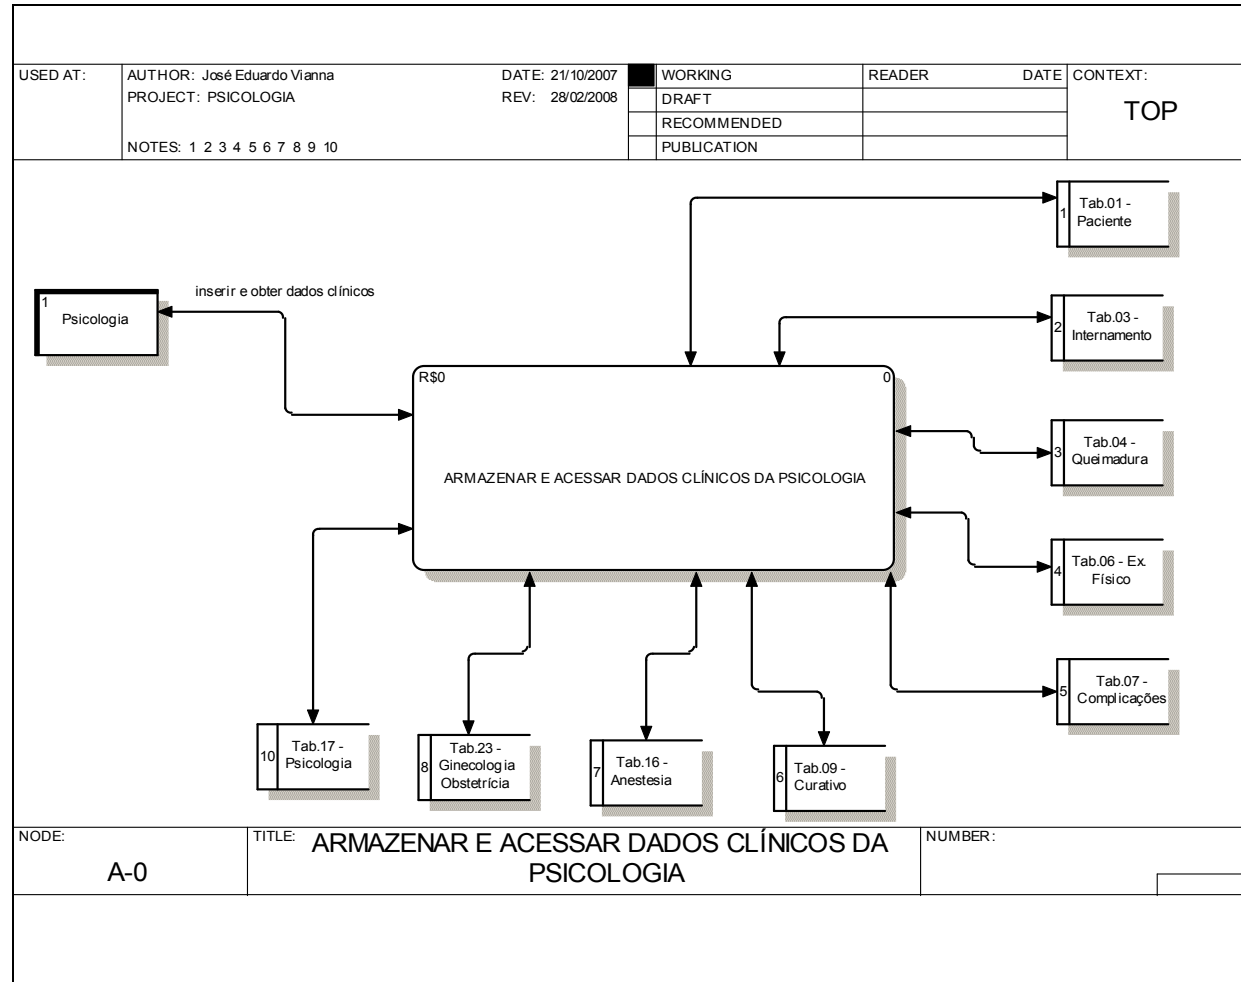 USED AT:
AUTHOR: José Eduardo Vianna
DATE: 21/10/2007
PROJECT: PSICOLOGIA
REV: 28/02/2008
NOTES: 1 2 3 4 5 6 7 8 9 10
WORKING
DRAFT
RECOMMENDED
PUBLICATION
READER
DATE
CONTEXT:
TOP
1
Tab.01 -
Paciente
1
Psicologia
inserir e obter dados clínicos
2
Tab.03 -
Internamento
R$0
0
ARMAZENAR E ACESSAR DADOS CLÍNICOS DA PSICOLOGIA
3
Tab.04 -
Queimadura
4
Tab.06 - Ex.
Físico
5
Tab.07 -
Complicações
10
Tab.17 -
Psicologia
8
Tab.23 -
Ginecologia
Obstetrícia
7
Tab.16 -
Anestesia
6
Tab.09 -
Curativo
NODE:
A-0
TITLE:
ARMAZENAR E ACESSAR DADOS CLÍNICOS DA
PSICOLOGIA
NUMBER: